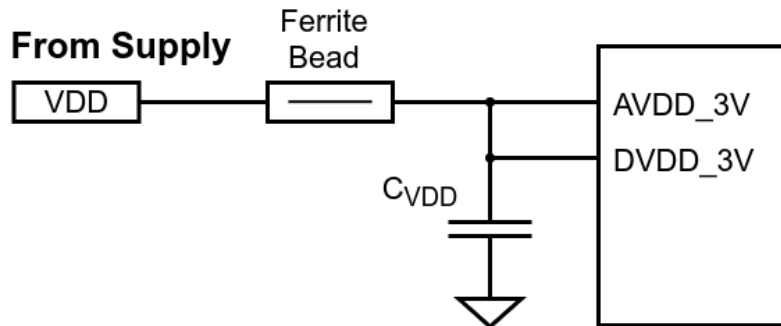 Ferrite
Bead
From Supply
VDD
AVDD_3V
DVDD_3V
CVDD